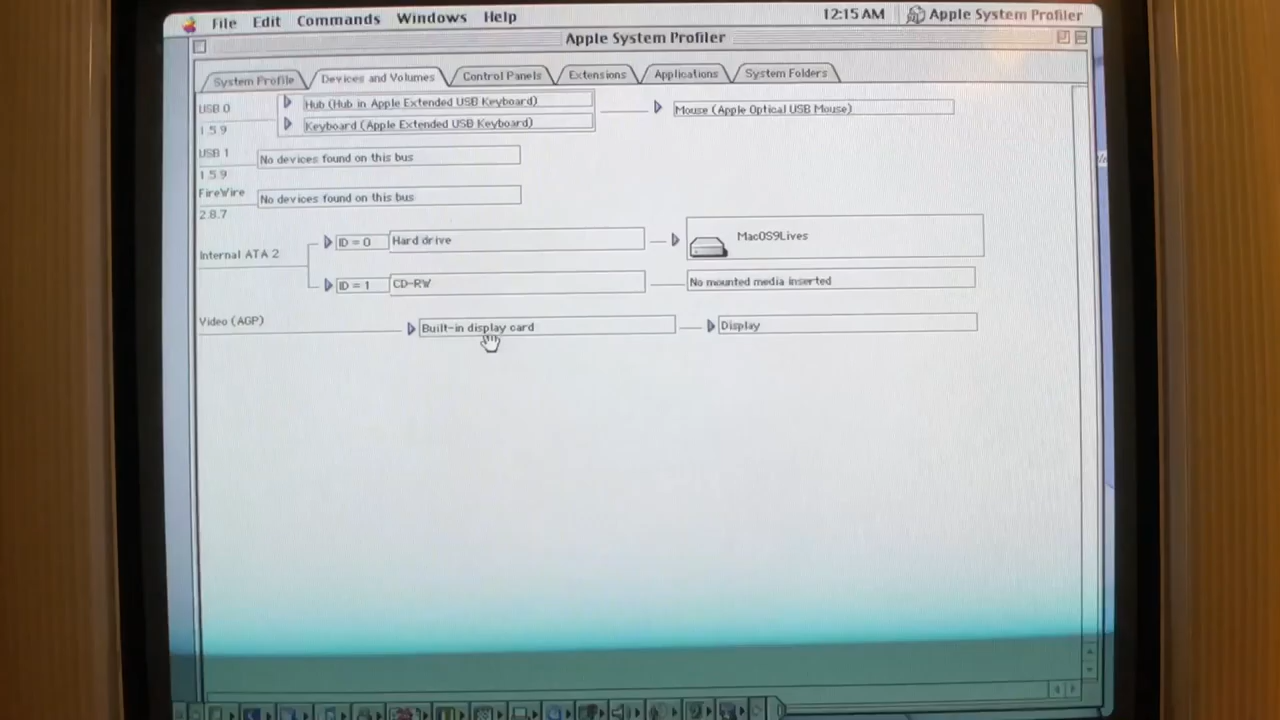 File Edit Commands Windows Help 12:15 AM Apple System Profiler
Apple System Profiler
System Profile Devices and Volumes Control Panels Extensions Applications System Folders
USB 0
1.5.9
Hub (Hub in Apple Extended USB Keyboard)
Mouse (Apple Optical USB Mouse)
Keyboard (Apple Extended USB Keyboard)
USB 1
1.5.9
No devices found on this bus
FireWire
2.8.7
No devices found on this bus
Internal ATA 2
ID = 0 Hard drive MacOS9Lives
ID = 1 CD-RW No mounted media inserted
Video (AGP) Built-in display card Display